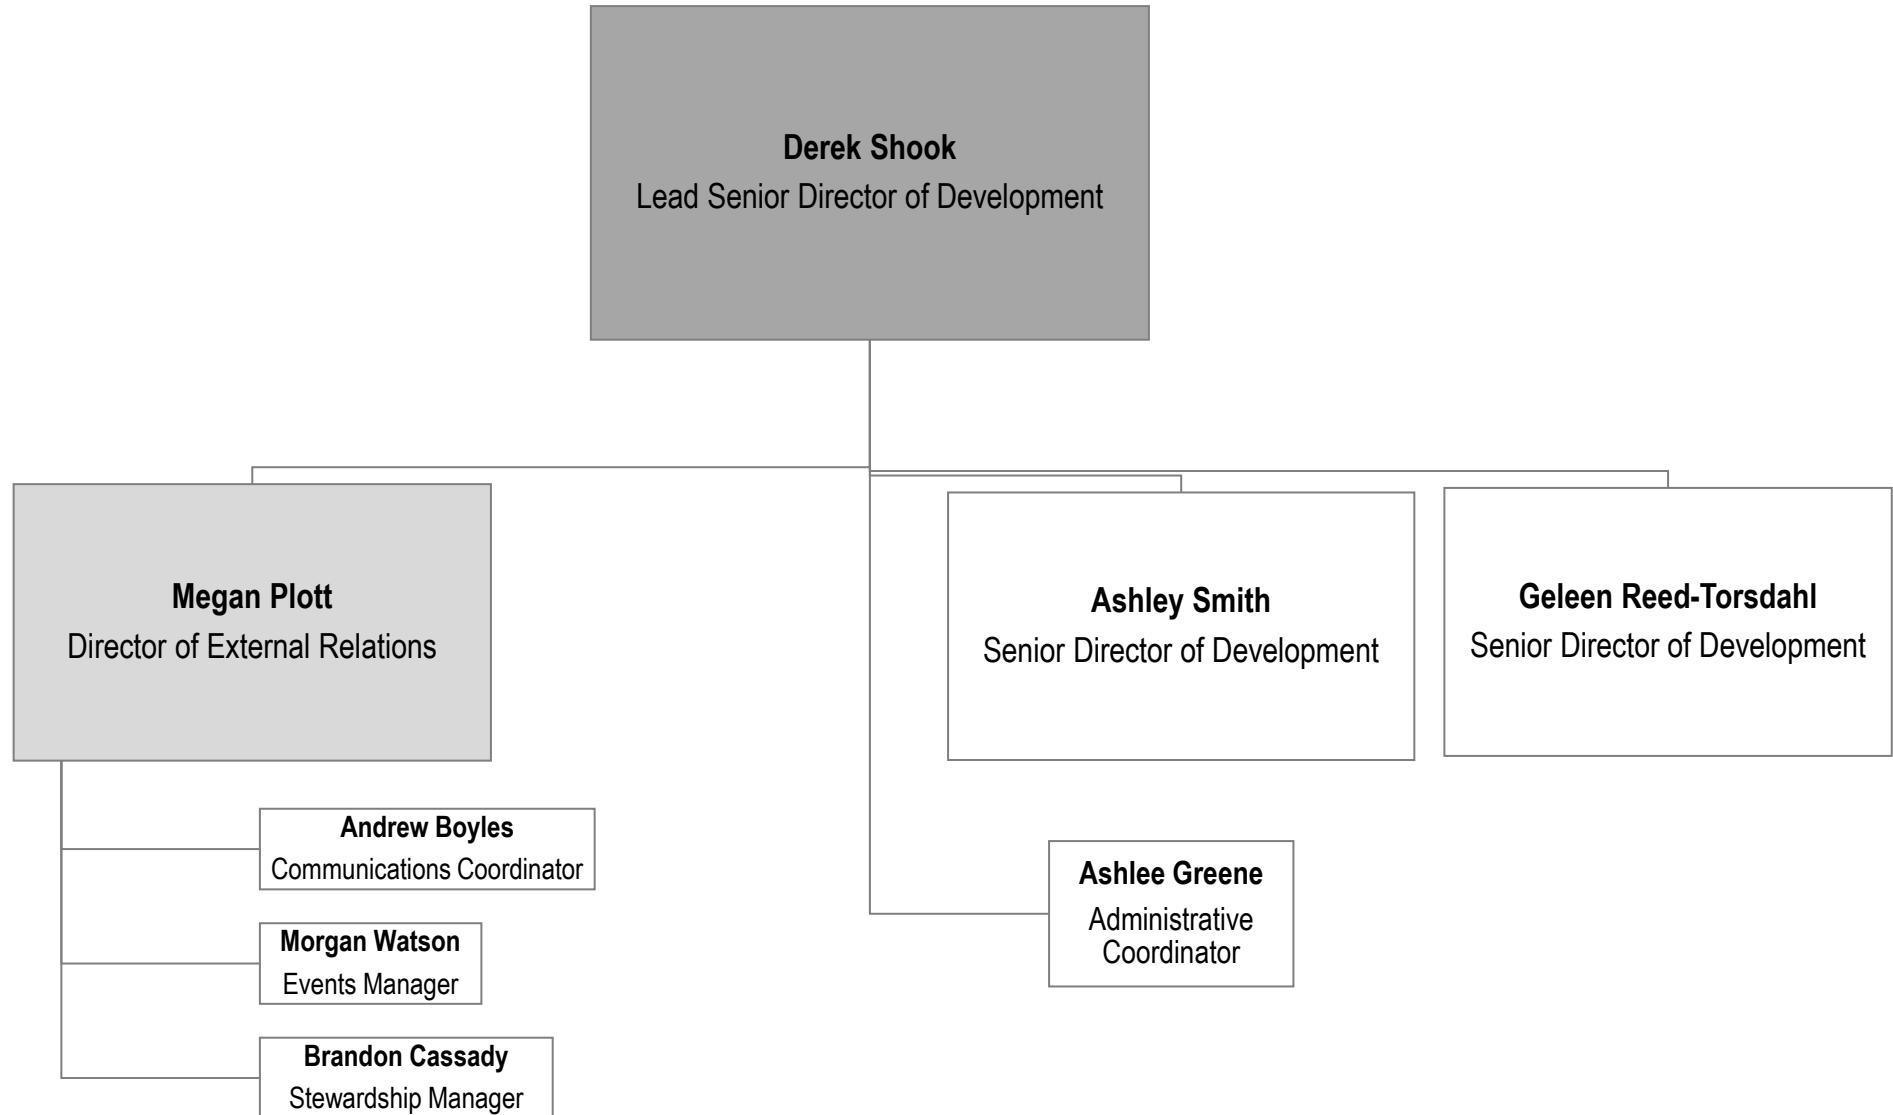 Derek Shook
Lead Senior Director of Development
Megan Plott
Director of External Relations
Ashley Smith
Senior Director of Development
Geleen Reed-Torsdahl
Senior Director of Development
Andrew Boyles
Communications Coordinator
Morgan Watson
Events Manager
Brandon Cassady
Stewardship Manager
Ashlee Greene
Administrative
Coordinator